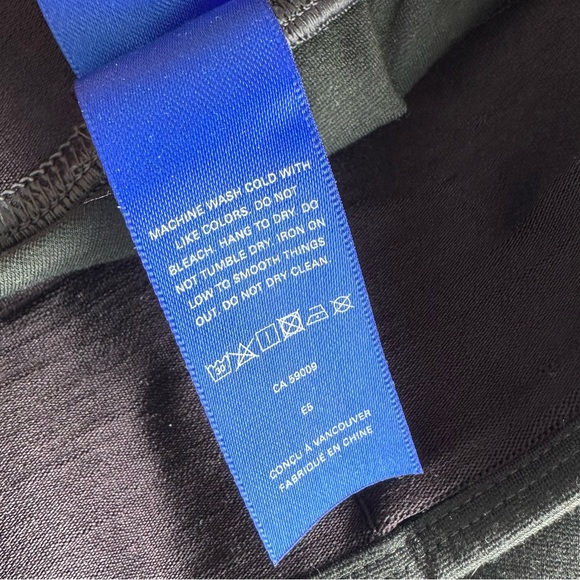 MACHINE WASH COLD WITH
LIKE COLORS. DO NOT
BLEACH. HANG TO DRY. DO
NOT TUMBLE DRY. IRON ON
LOW TO SMOOTH THINGS
OUT. DO NOT DRY CLEAN
30
CA 59009
E5
CONÇU À VANCOUVER
FABRIQUÉ EN CHINE